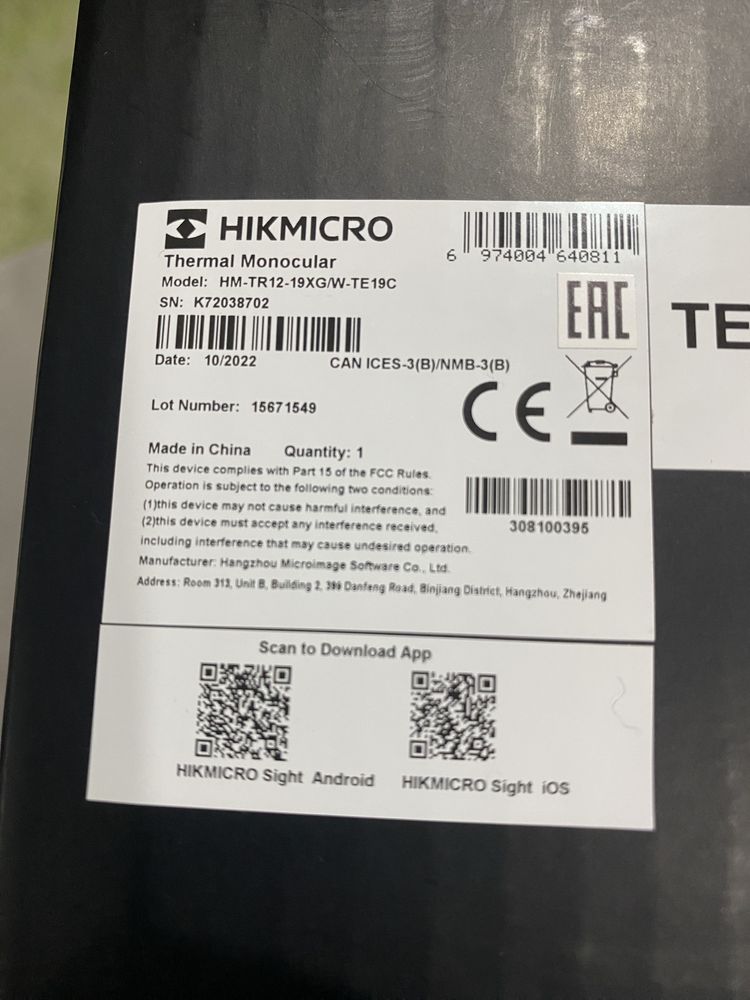 HIKMICRO
6 974004 640811
Thermal Monocular
Model: HM-TR12-19XG/W-TE19C
SN: K72038702
EAC
TE
Date: 10/2022
CAN ICES-3(B)/NMB-3(B)
CE
Lot Number: 15671549
Made in China Quantity: 1
This device complies with Part 15 of the FCC Rules.
Operation is subject to the following two conditions:
(1)this device may not cause harmful interference, and
(2)this device must accept any interference received,
including interference that may cause undesired operation.
308100395
Manufacturer: Hangzhou Microimage Software Co., Ltd.
Address: Room 313, Unit B, Building 2, 399 Danfeng Road, Binjiang District, Hangzhou, Zhejiang
Scan to Download App
HIKMICRO Sight Android
HIKMICRO Sight iOS